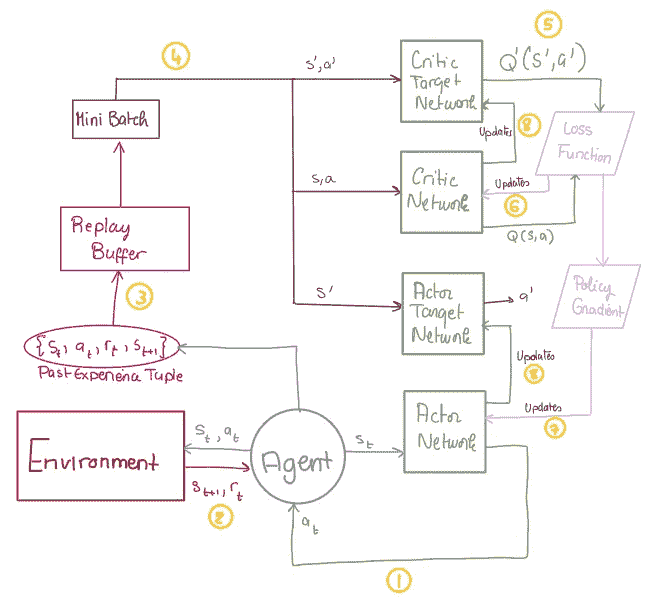 5
4
s', a'
Critic
Target
Network
Q'(s', a')
Mini Batch
Updates
8
Loss
Function
s,a
Critic
Network
Updates
6
Q(s,a)
Replay
Buffer
3
s'
Actor
Target
Network
a'
Policy
Gradient
{s_t, a_t, r_t, s_{t+1}}
Past Experience Tuple
Updates
8
Updates
7
Environment
s_t, a_t
s_{t+1}, r_t
2
Agent
s_t
Actor
Network
a_t
1